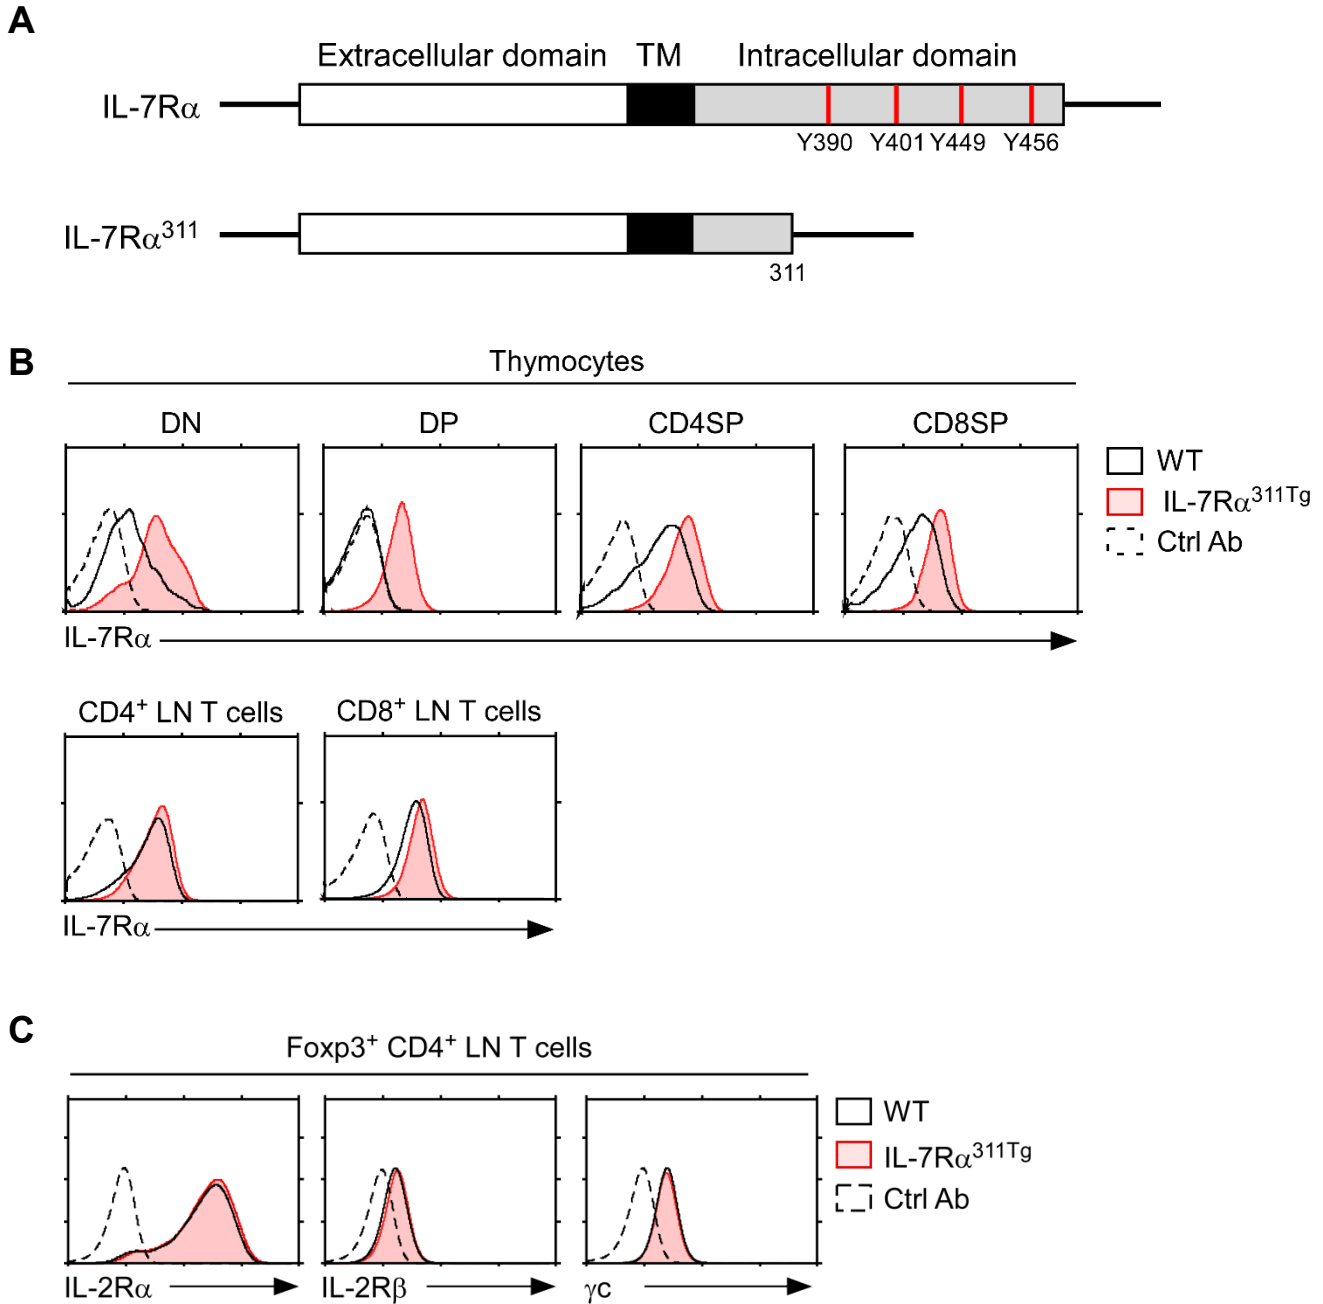 A
Extracellular domain TM Intracellular domain
IL-7Rα
Y390 Y401 Y449 Y456
IL-7Rα³¹¹
311
B
Thymocytes
DN DP CD4SP CD8SP
WT
IL-7Rα³¹¹ᵀᵍ
Ctrl Ab
IL-7Rα
CD4⁺ LN T cells CD8⁺ LN T cells
IL-7Rα
C
Foxp3⁺ CD4⁺ LN T cells
WT
IL-7Rα³¹¹ᵀᵍ
Ctrl Ab
IL-2Rα IL-2Rβ γc